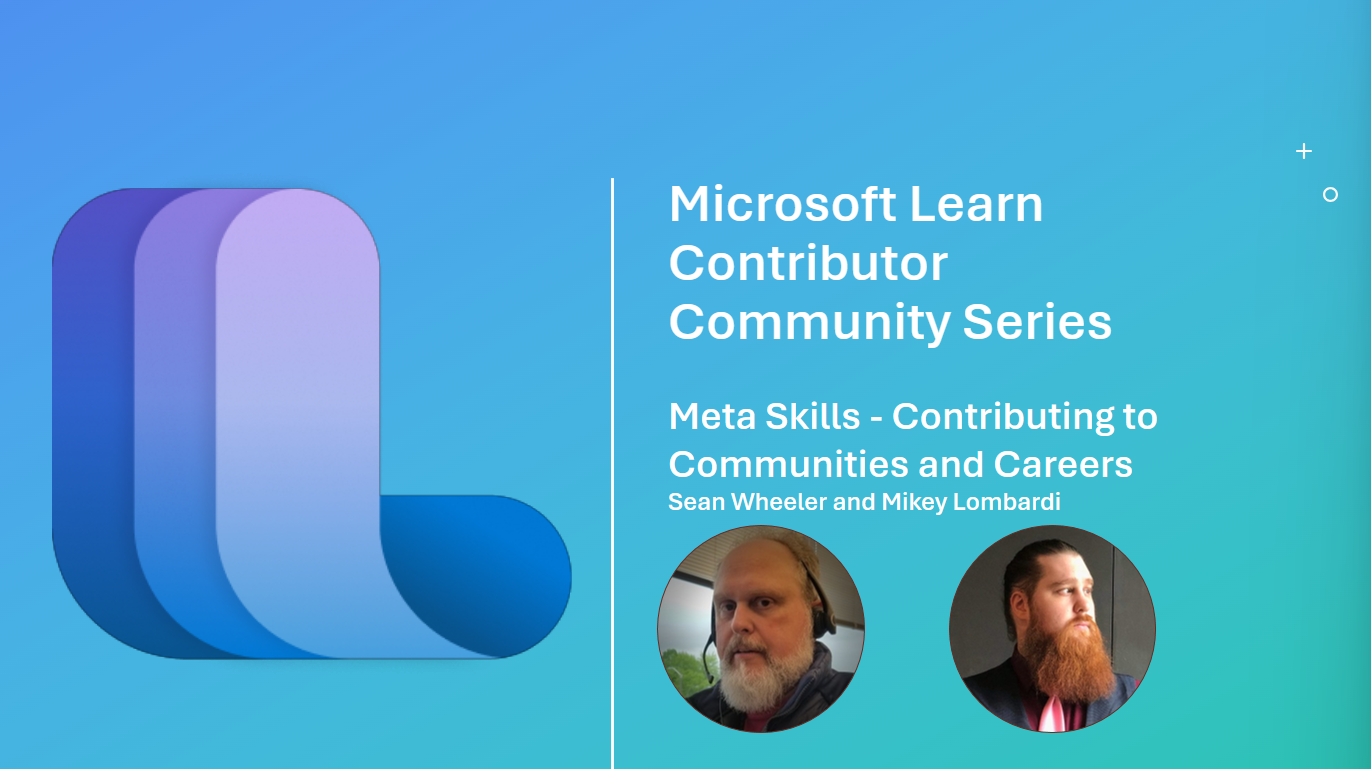 Microsoft Learn
Contributor
Community Series
Meta Skills - Contributing to
Communities and Careers
Sean Wheeler and Mikey Lombardi